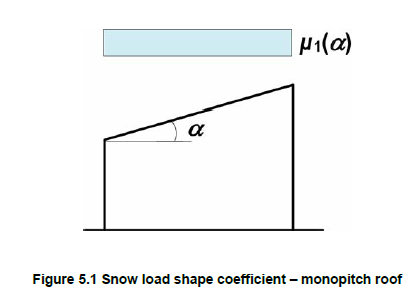 μ1(α)
α
Figure 5.1 Snow load shape coefficient – monopitch roof